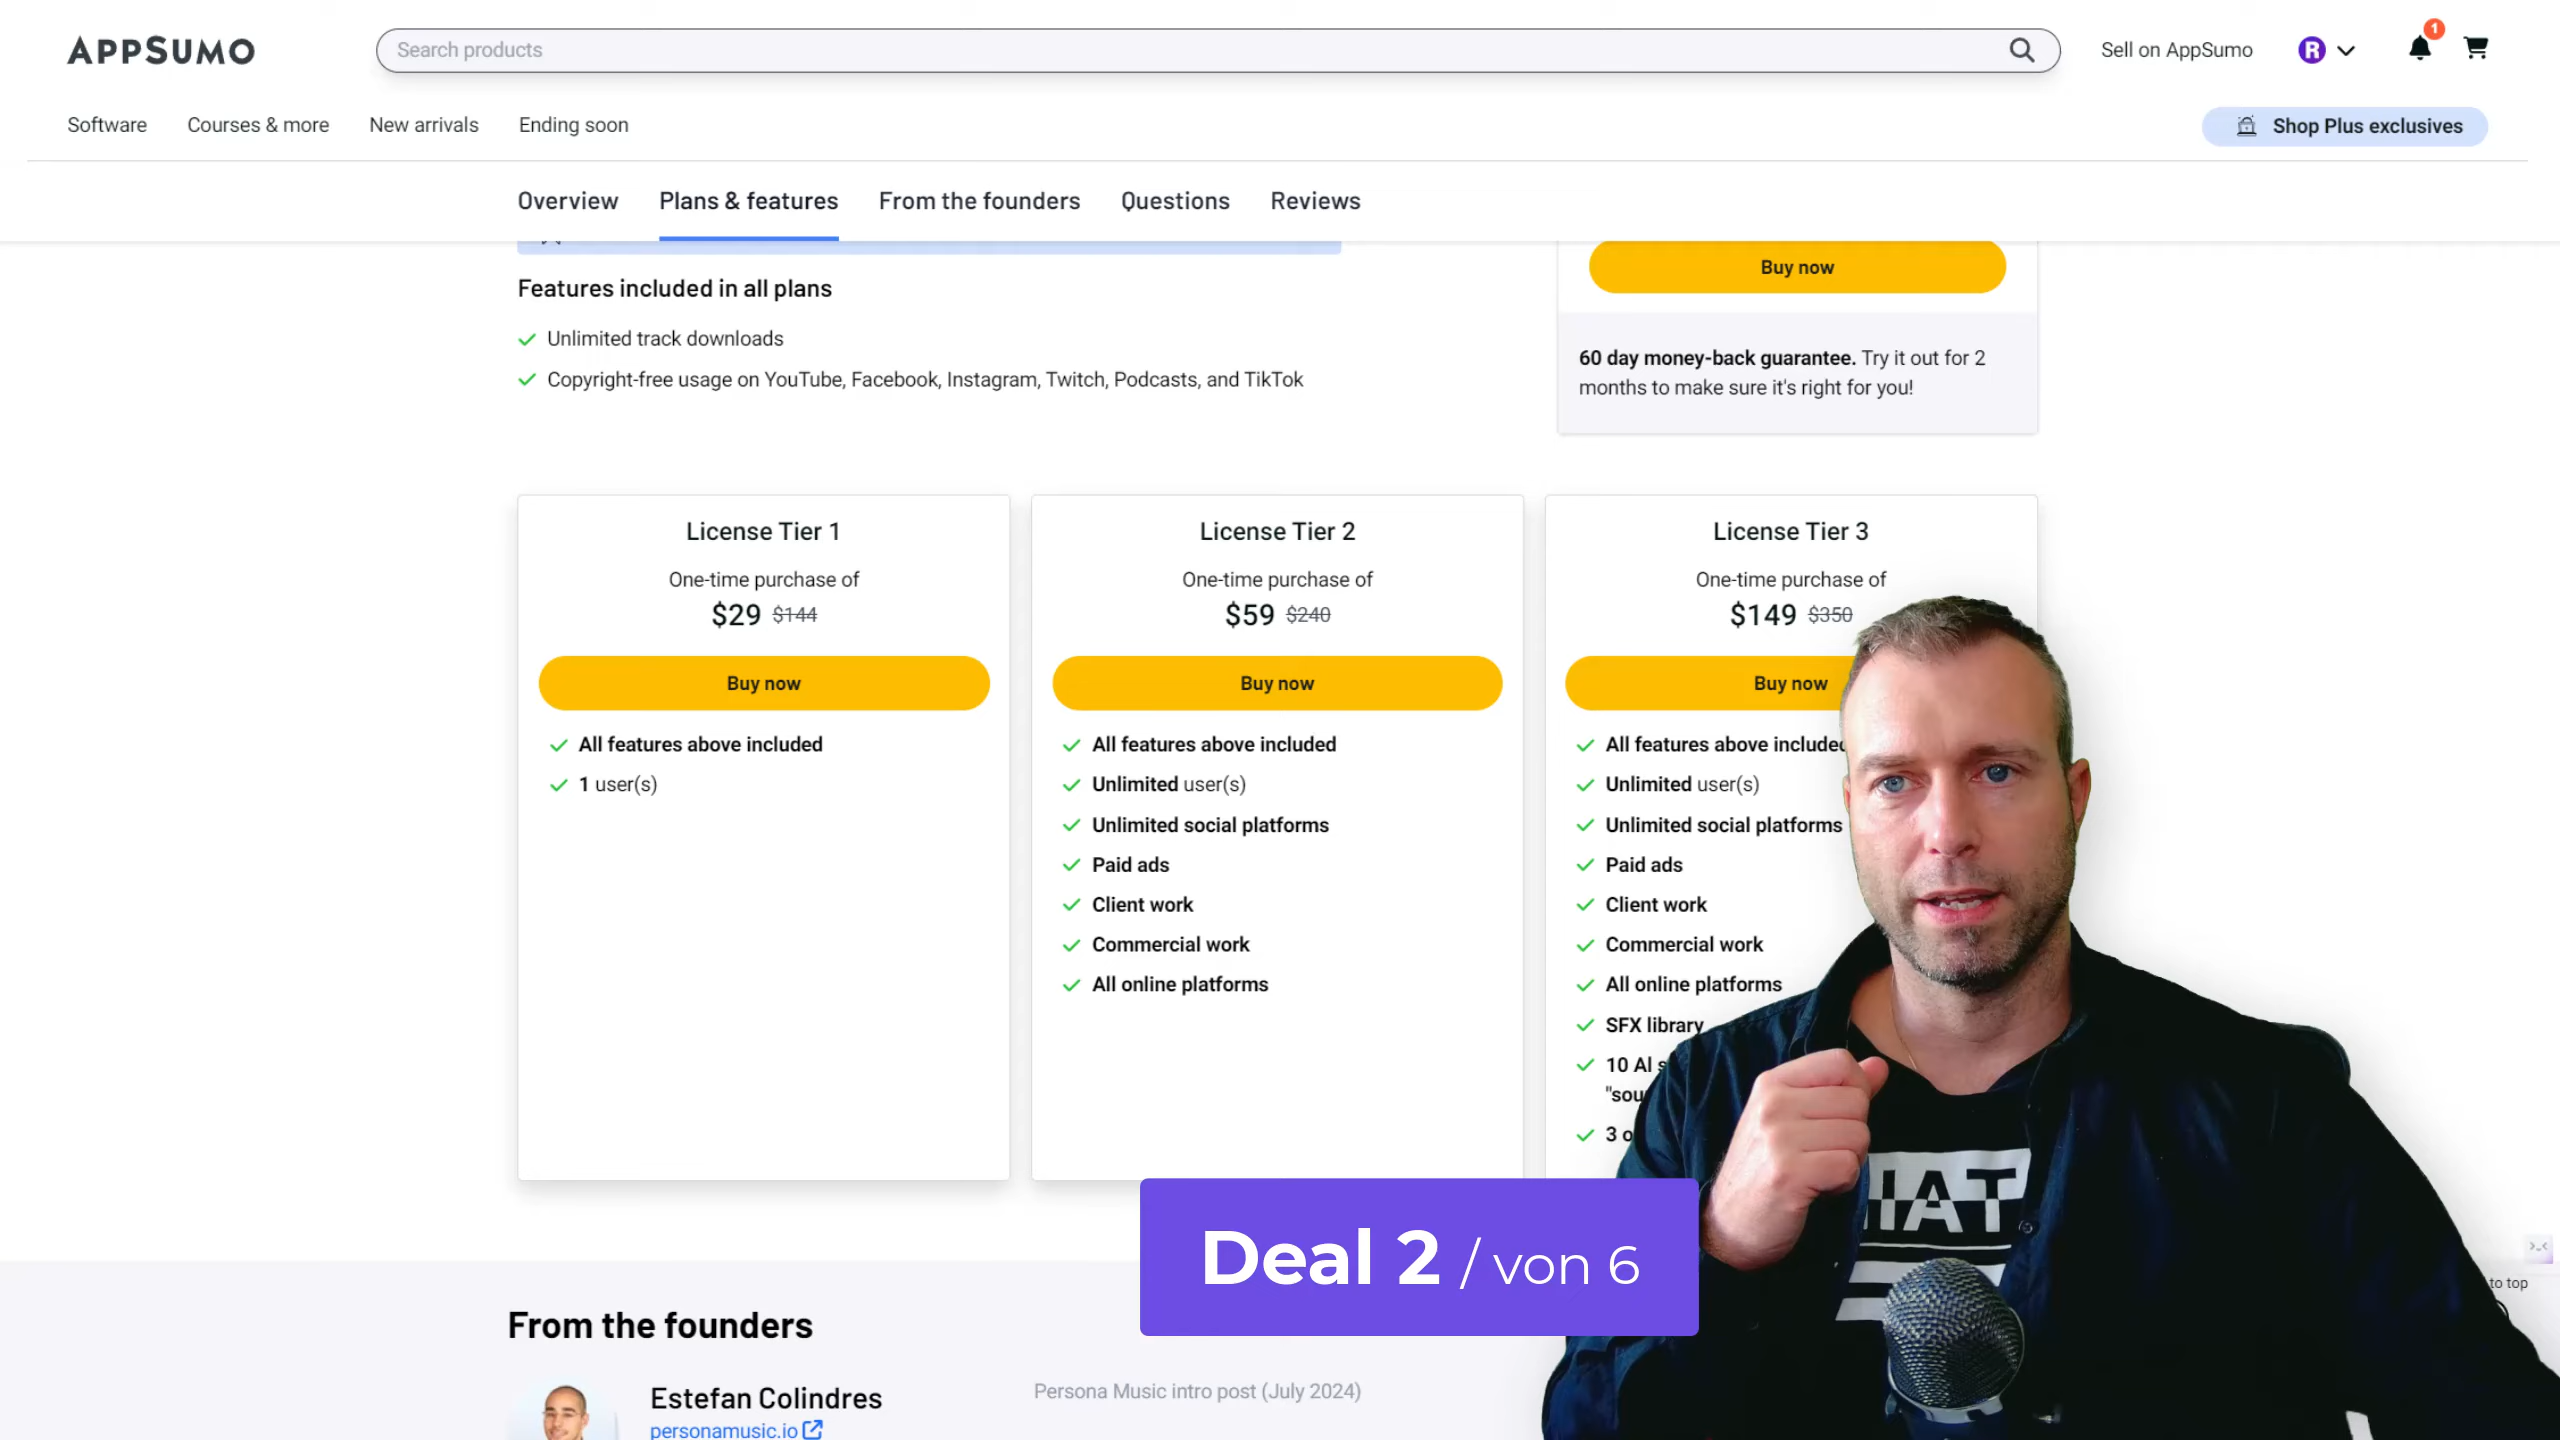 APPSUMO
Search products
Sell on AppSumo
R
1
Software
Courses & more
New arrivals
Ending soon
Shop Plus exclusives
Overview
Plans & features
From the founders
Questions
Reviews
Features included in all plans
Unlimited track downloads
Copyright-free usage on YouTube, Facebook, Instagram, Twitch, Podcasts, and TikTok
Buy now
60 day money-back guarantee. Try it out for 2
months to make sure it's right for you!
License Tier 1
One-time purchase of
$29 $144
Buy now
All features above included
1 user(s)
License Tier 2
One-time purchase of
$59 $240
Buy now
All features above included
Unlimited user(s)
Unlimited social platforms
Paid ads
Client work
Commercial work
All online platforms
License Tier 3
One-time purchase of
$149 $350
Buy now
All features above included
Unlimited user(s)
Unlimited social platforms
Paid ads
Client work
Commercial work
All online platforms
SFX library
10 AI
3
Deal 2 / von 6
to top
From the founders
Estefan Colindres
personamusic.io
Persona Music intro post (July 2024)